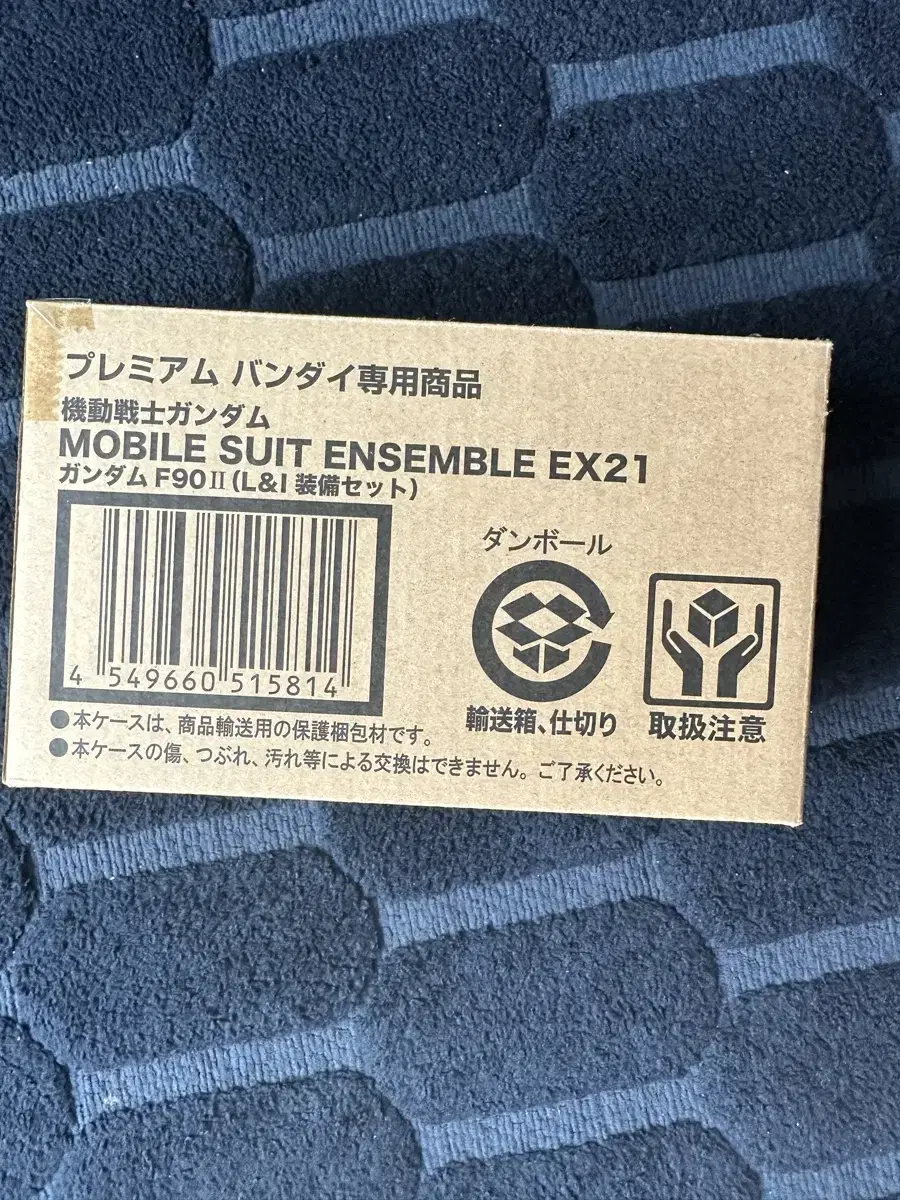 プレミアム バンダイ専用商品
機動戦士ガンダム
MOBILE SUIT ENSEMBLE EX21
ガンダム F90Ⅱ(L&I 装備セット)
4 549660 515814
ダンボール
輸送箱、仕切り
取扱注意
●本ケースは、商品輸送用の保護梱包材です。
●本ケースの傷、つぶれ、汚れ等による交換はできません。ご了承ください。